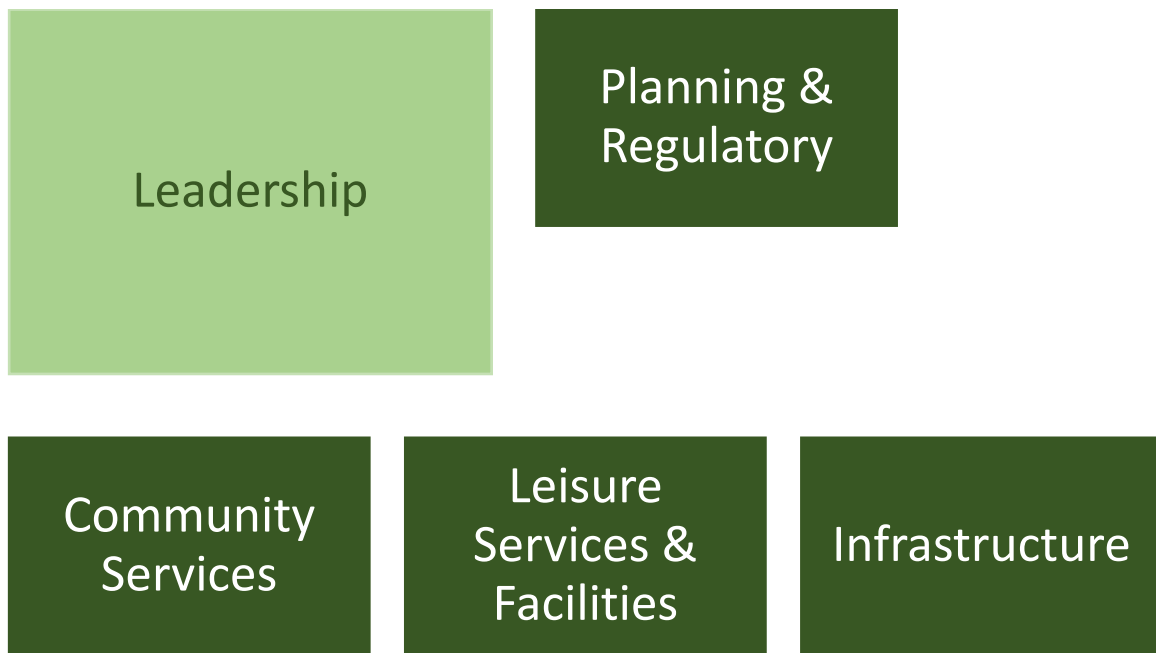 Leadership
Planning &
Regulatory
Community
Services
Leisure
Services &
Facilities
Infrastructure